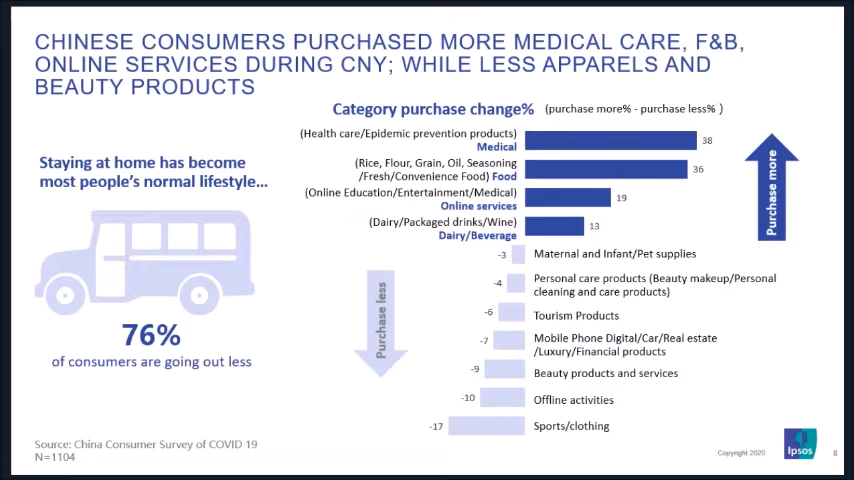 CHINESE CONSUMERS PURCHASED MORE MEDICAL CARE, F&B,
ONLINE SERVICES DURING CNY; WHILE LESS APPARELS AND
BEAUTY PRODUCTS
Category purchase change% (purchase more% - purchase less% )
Staying at home has become
most people's normal lifestyle...
76%
of consumers are going out less
(Health care/Epidemic prevention products)
Medical
38
(Rice, Flour, Grain, Oil, Seasoning
/Fresh/Convenience Food) Food
36
(Online Education/Entertainment/Medical)
Online services
19
(Dairy/Packaged drinks/Wine)
Dairy/Beverage
13
Purchase more
Purchase less
-3 Maternal and Infant/Pet supplies
-4 Personal care products (Beauty makeup/Personal
cleaning and care products)
-6 Tourism Products
-7 Mobile Phone Digital/Car/Real estate
/Luxury/Financial products
-9 Beauty products and services
-10 Offline activities
-17 Sports/clothing
Source: China Consumer Survey of COVID 19
N=1104
Copyright 2020
Ipsos
8